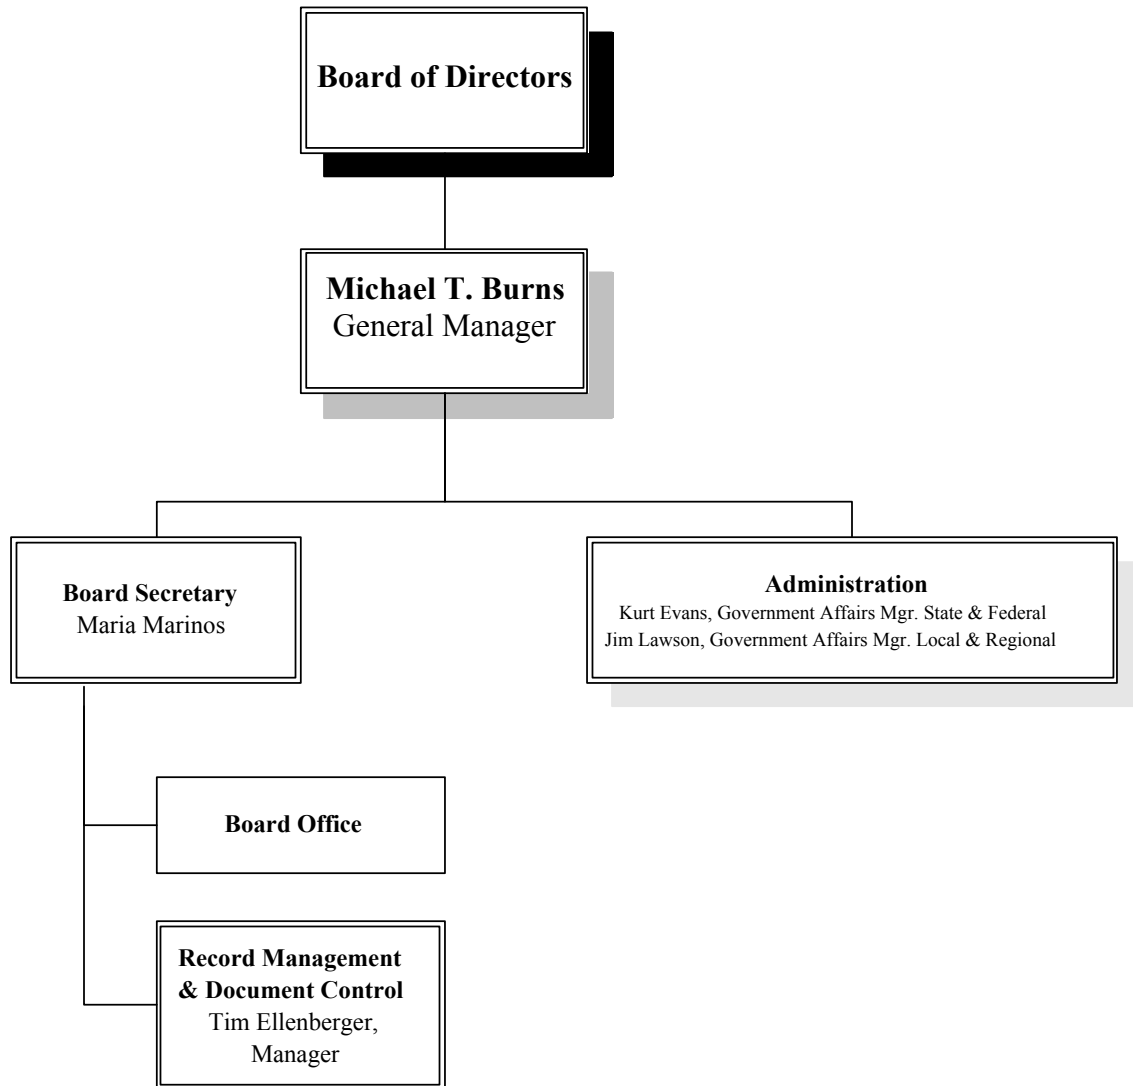 Board of Directors
Michael T. Burns
General Manager
Board Secretary
Maria Marinos
Administration
Kurt Evans, Government Affairs Mgr. State & Federal
Jim Lawson, Government Affairs Mgr. Local & Regional
Board Office
Record Management
& Document Control
Tim Ellenberger,
Manager